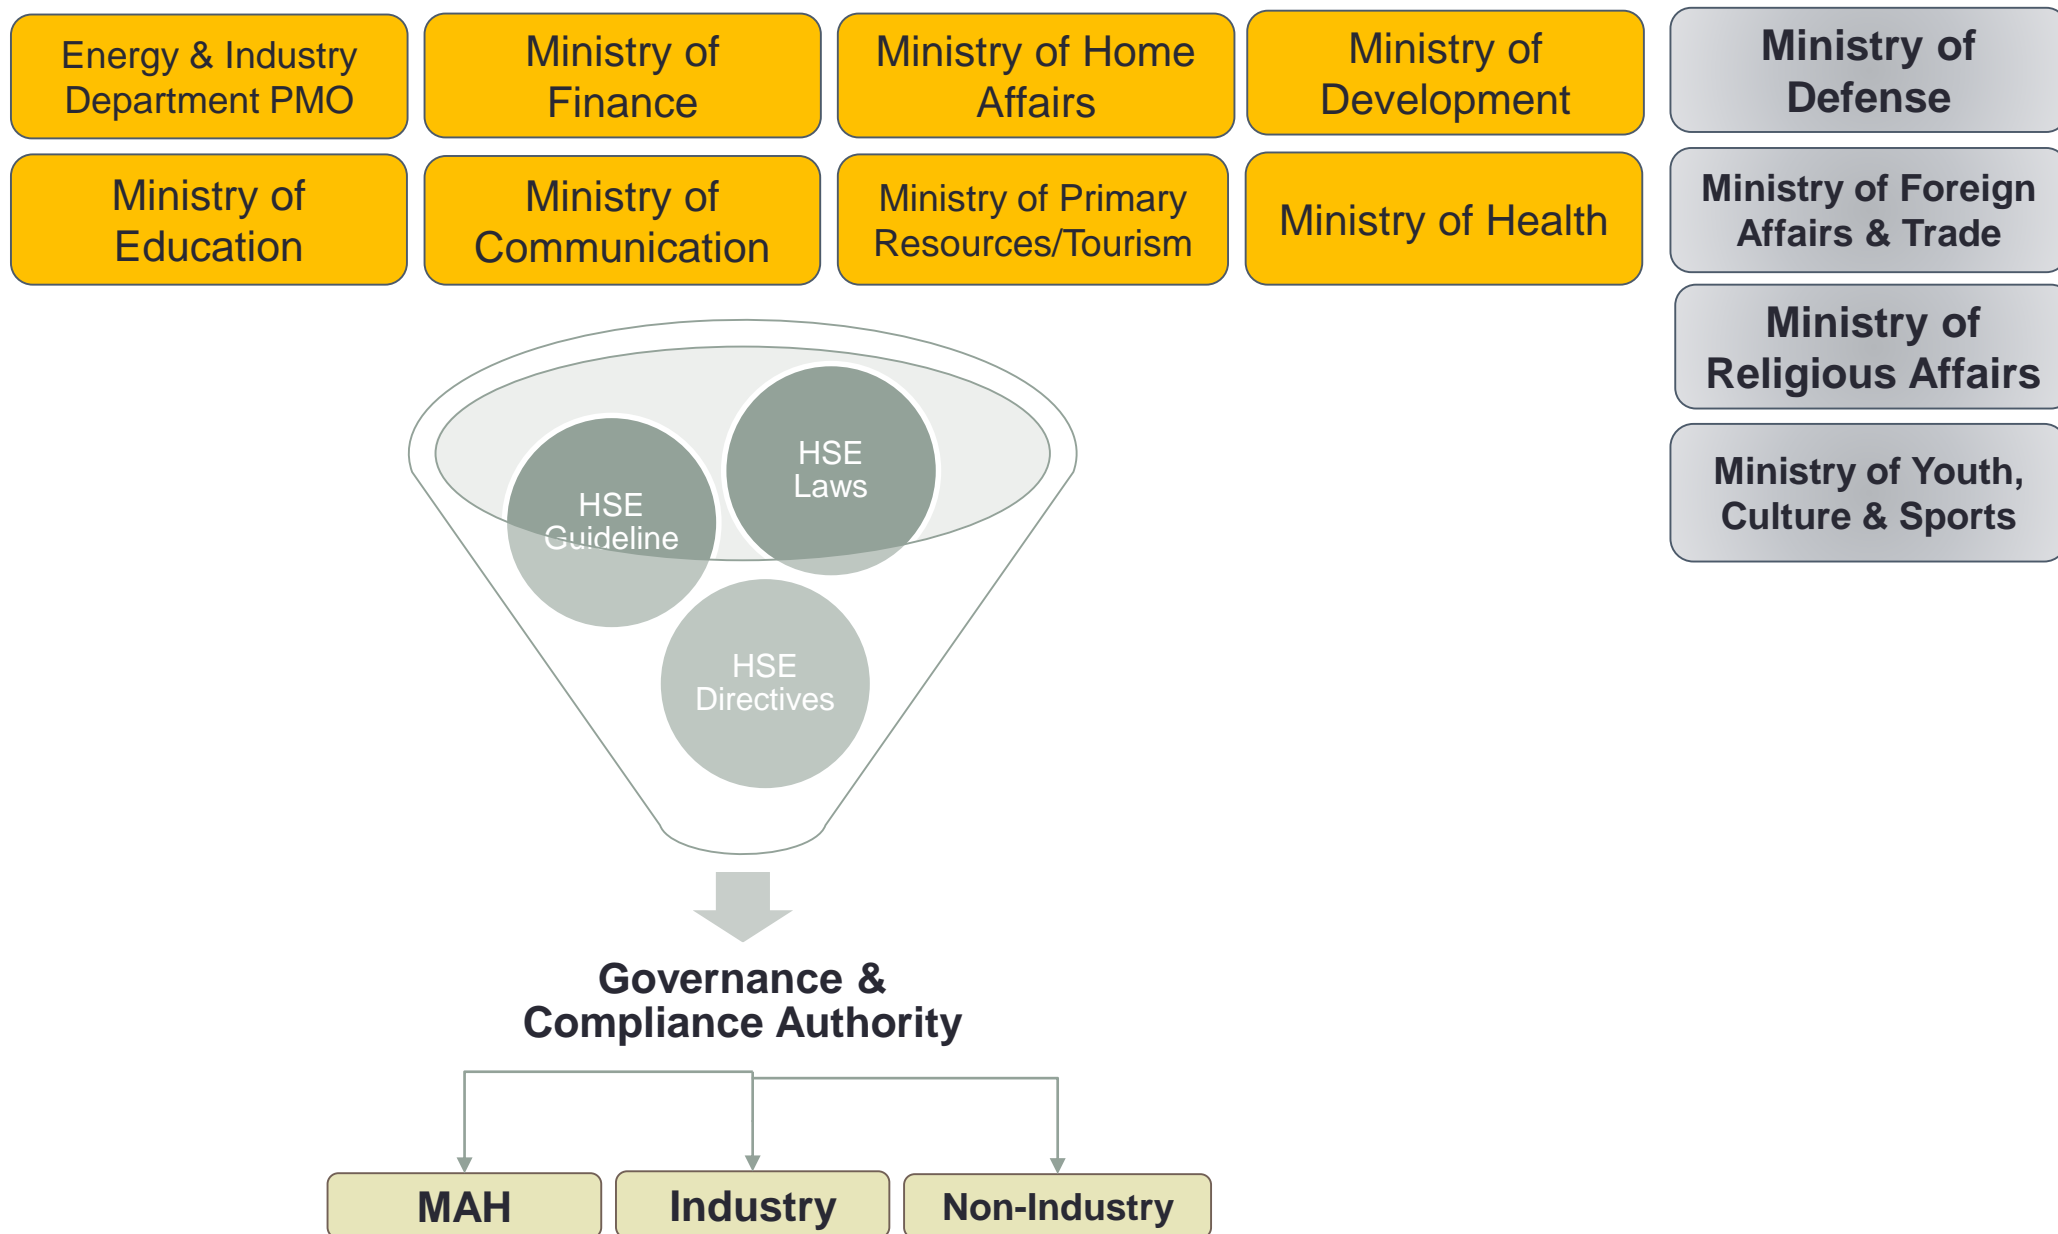 Energy & Industry
Department PMO
Ministry of
Finance
Ministry of Home
Affairs
Ministry of
Development
Ministry of
Defense
Ministry of
Education
Ministry of
Communication
Ministry of Primary
Resources/Tourism
Ministry of Health
Ministry of Foreign
Affairs & Trade
Ministry of
Religious Affairs
Ministry of Youth,
Culture & Sports
HSE
Laws
HSE
Guideline
HSE
Directives
Governance &
Compliance Authority
MAH
Industry
Non-Industry